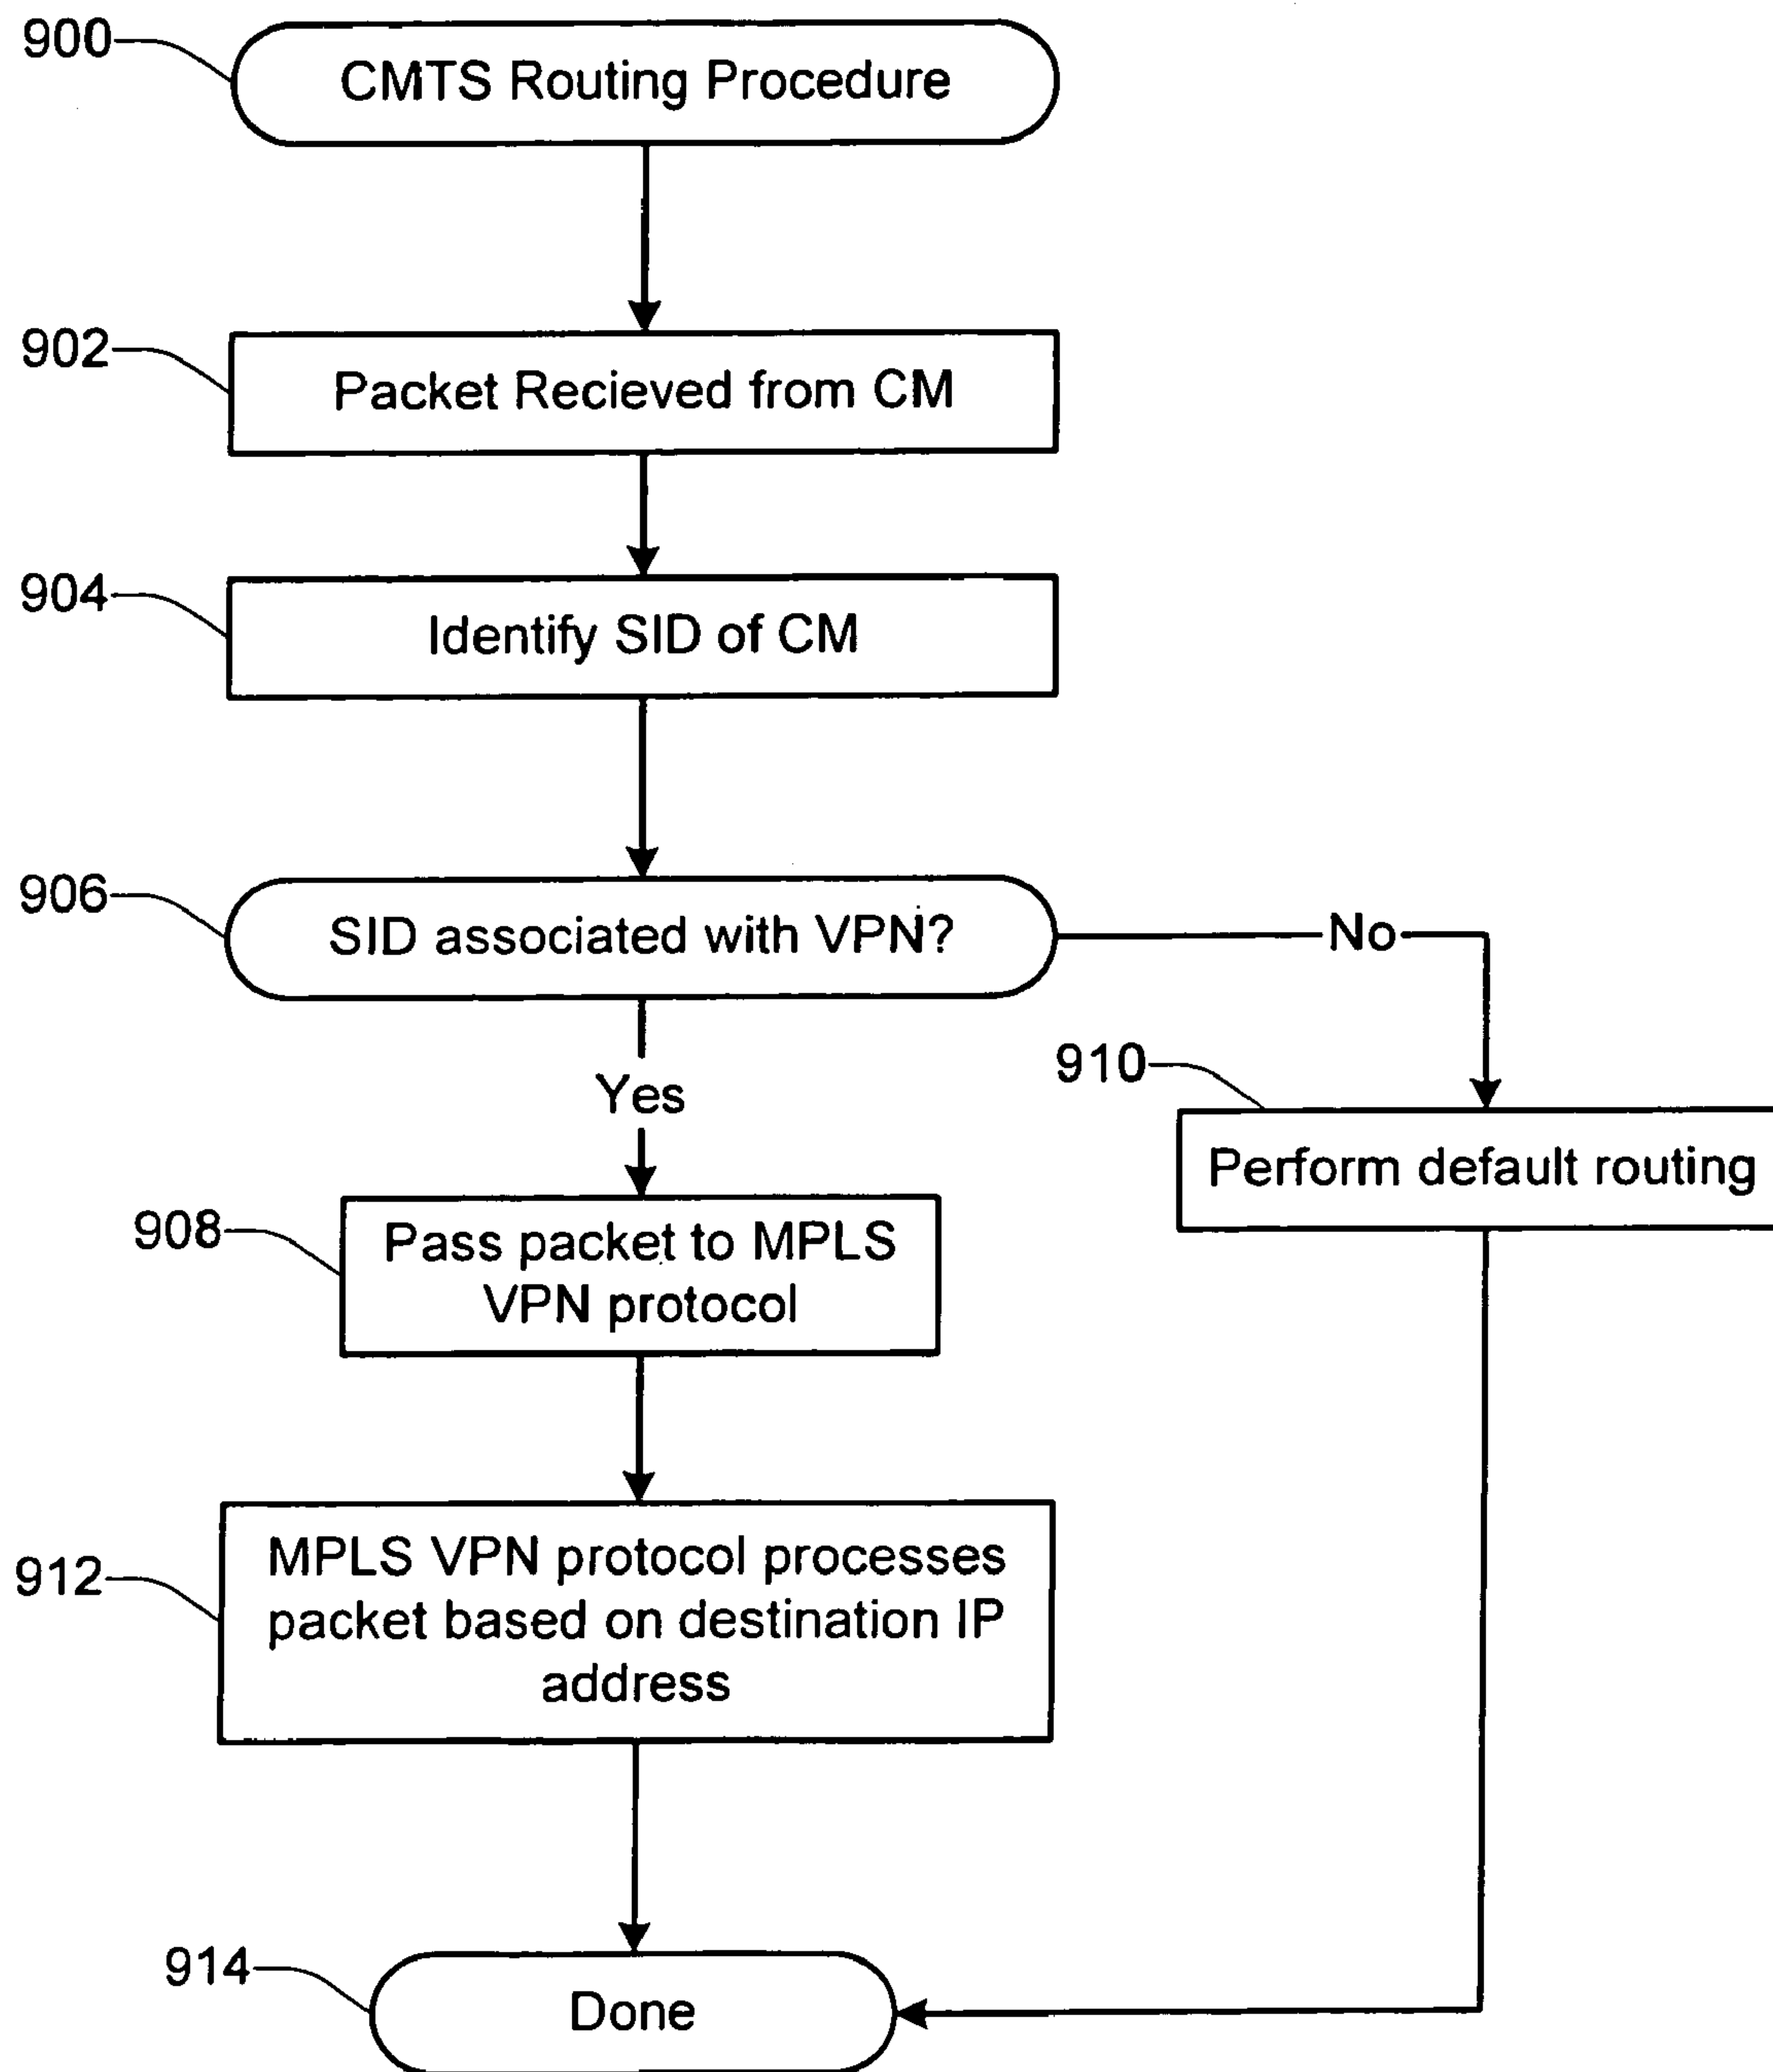 900
CMTS Routing Procedure
902
Packet Recieved from CM
904
Identify SID of CM
906
SID associated with VPN?
No
Yes
910
Perform default routing
908
Pass packet to MPLS
VPN protocol
912
MPLS VPN protocol processes
packet based on destination IP
address
914
Done